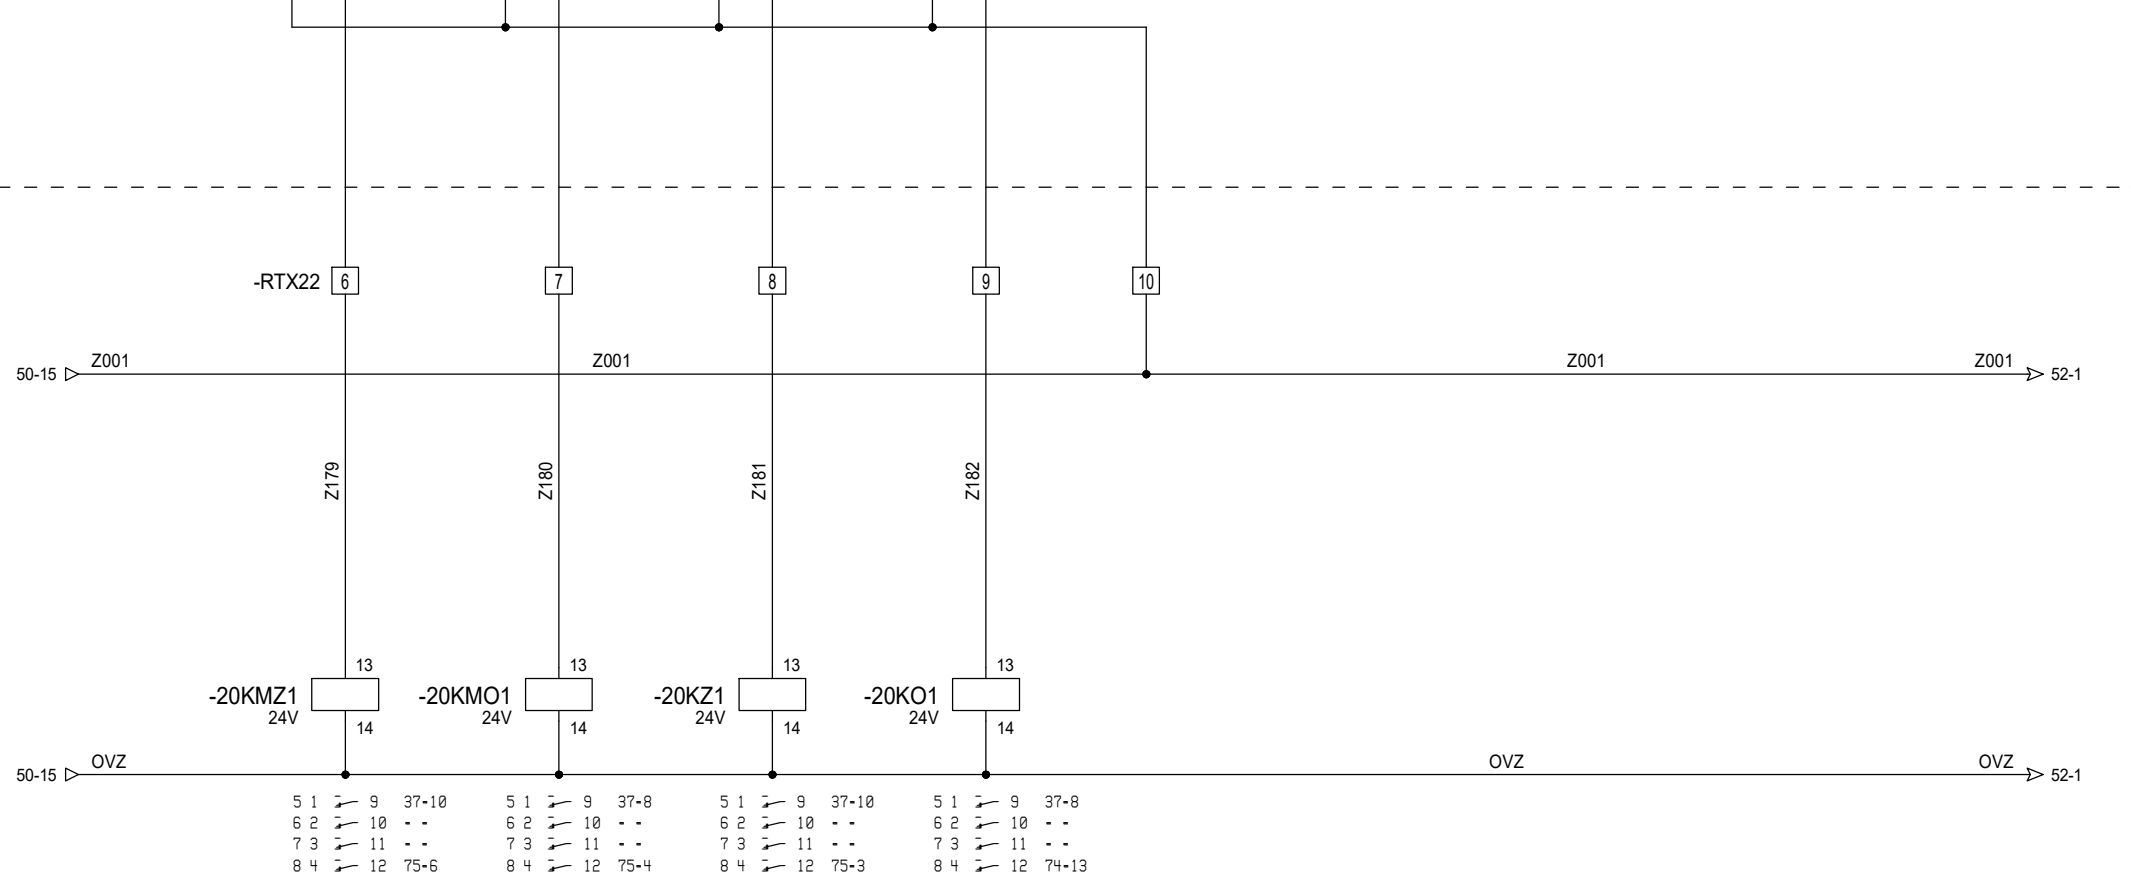 -RTX22 6 7 8 9 10
Z001 Z001 Z001 Z001
50-15 52-1
Z179 Z180 Z181 Z182
13 13 13 13
-20KMZ1 -20KMO1 -20KZ1 -20KO1
24V 24V 24V 24V
14 14 14 14
OVZ OVZ OVZ
50-15 52-1
5 1 9 37-10 5 1 9 37-8 5 1 9 37-10 5 1 9 37-8
6 2 10 - - 6 2 10 - - 6 2 10 - - 6 2 10 - -
7 3 11 - - 7 3 11 - - 7 3 11 - - 7 3 11 - -
8 4 12 75-6 8 4 12 75-4 8 4 12 75-3 8 4 12 74-13